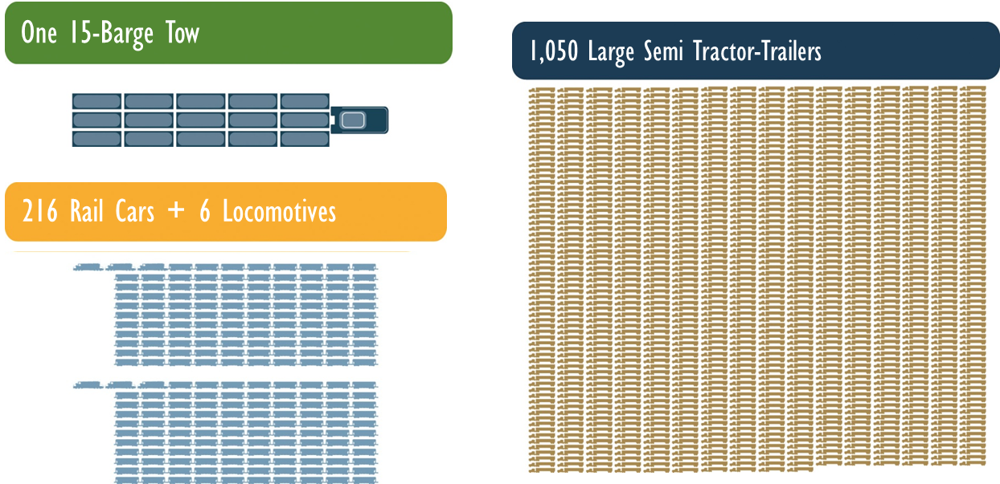 One 15-Barge Tow
216 Rail Cars + 6 Locomotives
1,050 Large Semi Tractor-Trailers